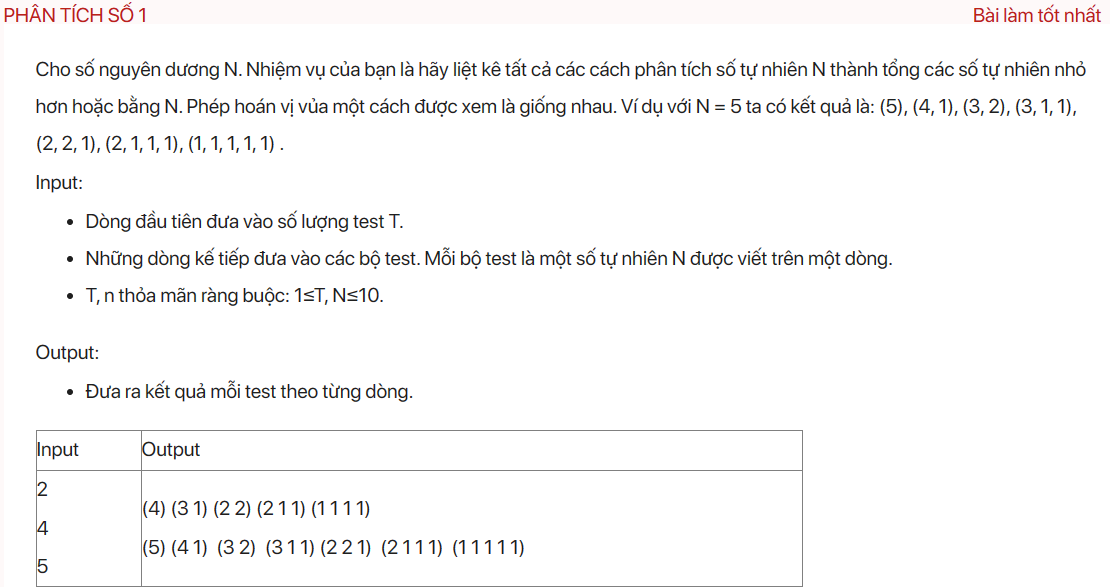 PHÂN TÍCH SỐ 1
Bài làm tốt nhất
Cho số nguyên dương N. Nhiệm vụ của bạn là hãy liệt kê tất cả các cách phân tích số tự nhiên N thành tổng các số tự nhiên nhỏ
hơn hoặc bằng N. Phép hoán vị vủa một cách được xem là giống nhau. Ví dụ với N = 5 ta có kết quả là: (5), (4, 1), (3, 2), (3, 1, 1),
(2, 2, 1), (2, 1, 1, 1), (1, 1, 1, 1, 1) .
Input:
• Dòng đầu tiên đưa vào số lượng test T.
• Những dòng kế tiếp đưa vào các bộ test. Mỗi bộ test là một số tự nhiên N được viết trên một dòng.
• T, n thỏa mãn ràng buộc: 1≤T, N≤10.
Output:
• Đưa ra kết quả mỗi test theo từng dòng.
Input Output
2
4
5
(4) (3 1) (2 2) (2 1 1) (1 1 1 1)
(5) (4 1) (3 2) (3 1 1) (2 2 1) (2 1 1 1) (1 1 1 1 1)